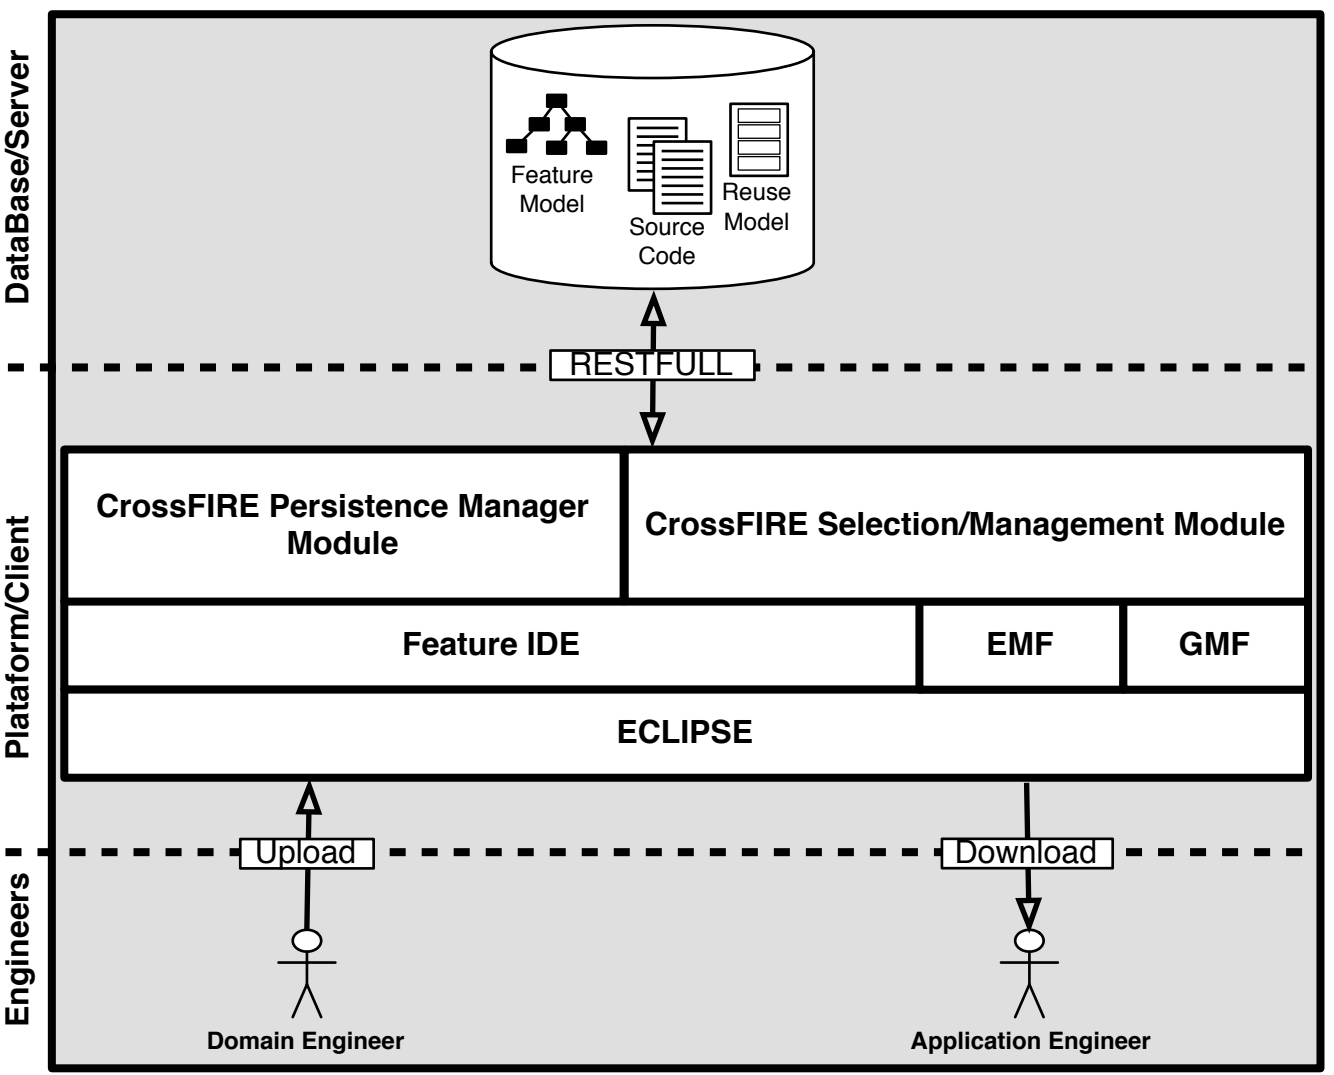 DataBase/Server
Feature
Model
Source
Code
Reuse
Model
RESTFULL
Plataform/Client
CrossFIRE Persistence Manager
Module
CrossFIRE Selection/Management Module
Feature IDE
EMF
GMF
ECLIPSE
Upload
Download
Engineers
Domain Engineer
Application Engineer